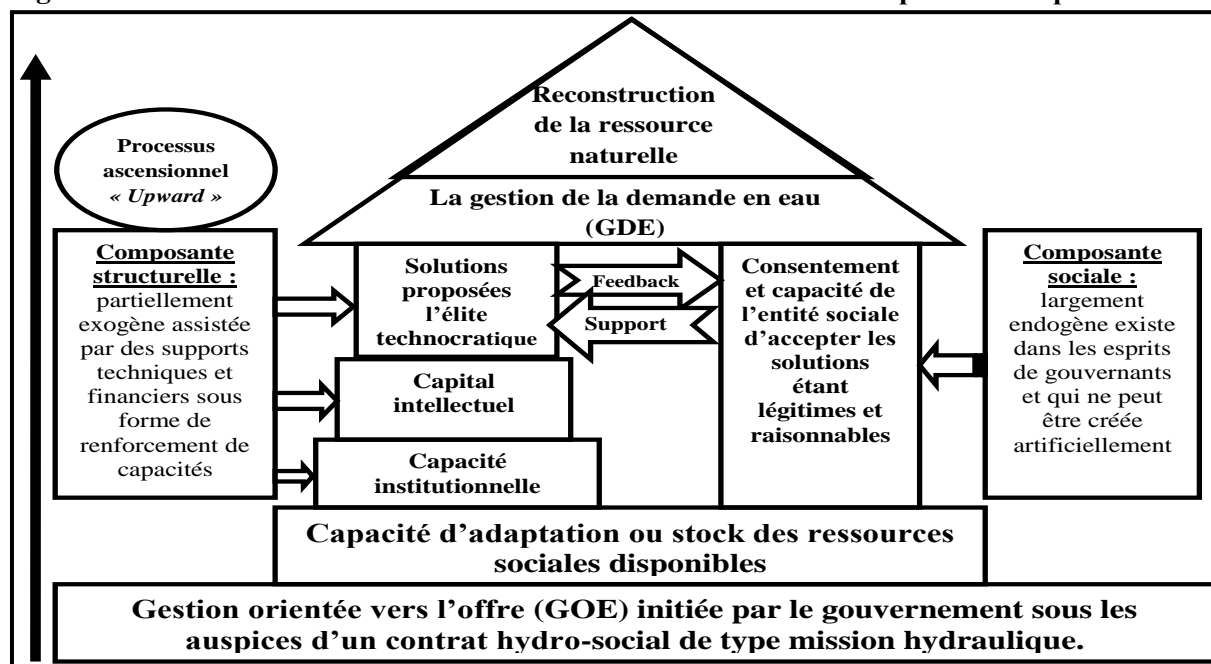 Reconstruction
de la ressource
naturelle
Processus
ascensionnel
« Upward »
La gestion de la demande en eau
(GDE)
Composante
structurelle :
partiellement
exogène assistée
par des supports
techniques et
financiers sous
forme de
renforcement de
capacités
Solutions
proposées
l'élite
technocratique
Feedback
Support
Consentement
et capacité de
l'entité sociale
d'accepter les
solutions
étant
légitimes et
raisonnables
Composante
sociale :
largement
endogène existe
dans les esprits
de gouvernants
et qui ne peut
être créée
artificiellement
Capital
intellectuel
Capacité
institutionnelle
Capacité d'adaptation ou stock des ressources
sociales disponibles
Gestion orientée vers l'offre (GOE) initiée par le gouvernement sous les
auspices d'un contrat hydro-social de type mission hydraulique.